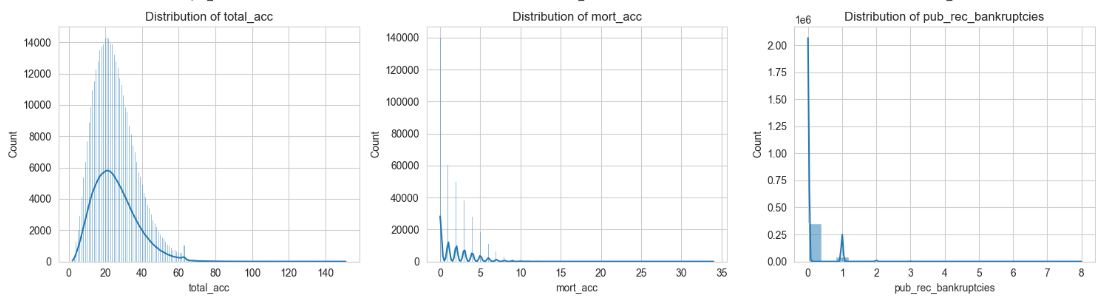 Distribution of total_acc
14000
12000
10000
8000
6000
4000
2000
0
Count
0 20 40 60 80 100 120 140
total_acc
Distribution of mort_acc
140000
120000
100000
80000
60000
40000
20000
0
Count
0 5 10 15 20 25 30 35
mort_acc
Distribution of pub_rec_bankruptcies
1e6
2.00
1.75
1.50
1.25
1.00
0.75
0.50
0.25
0.00
Count
0 1 2 3 4 5 6 7 8
pub_rec_bankruptcies